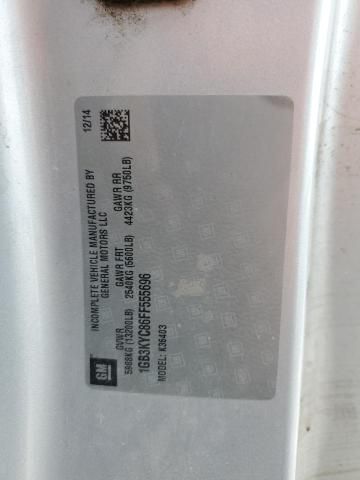 12/14
INCOMPLETE VEHICLE MANUFACTURED BY
GENERAL MOTORS LLC
GVWR GAWR FRT GAWR RR
5988KG (13200LB) 2540KG (5600LB) 4423KG (9750LB)
1GB3KYC86FF555696
MODEL: K36403
GM